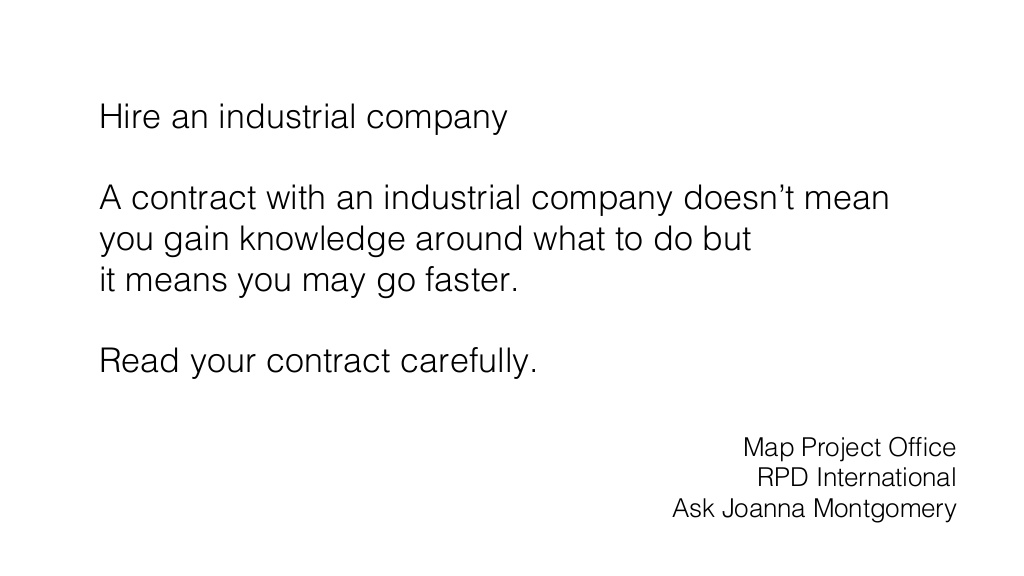 Hire an industrial company
A contract with an industrial company doesn’t mean
you gain knowledge around what to do but
it means you may go faster.
Read your contract carefully.
Map Project Office
RPD International
Ask Joanna Montgomery